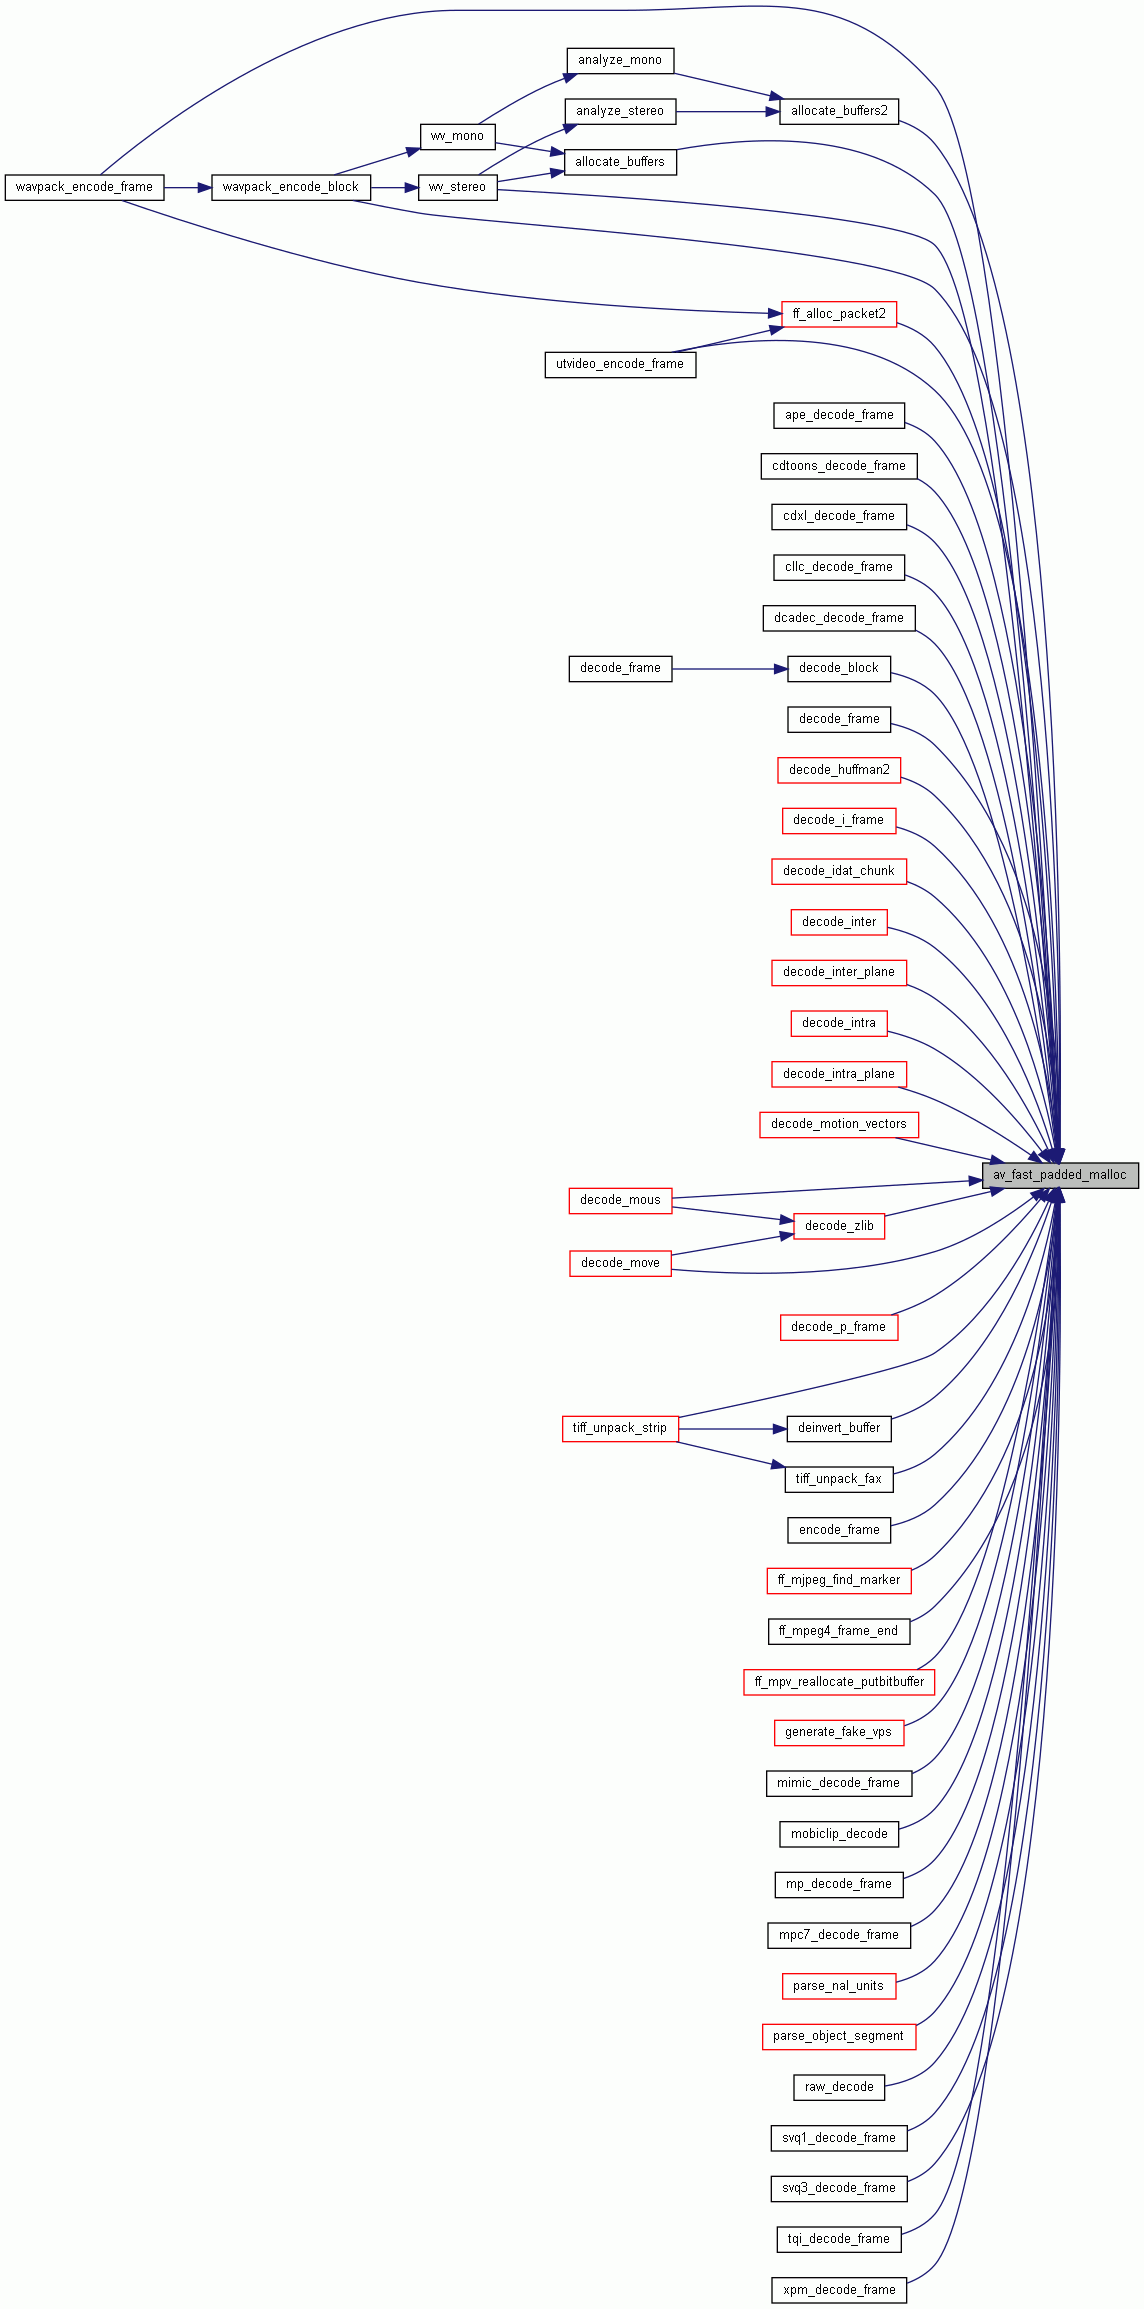 analyze_mono
analyze_stereo
allocate_buffers2
wv_mono
allocate_buffers
wavpack_encode_frame
wavpack_encode_block
wv_stereo
ff_alloc_packet2
utvideo_encode_frame
ape_decode_frame
cdtoons_decode_frame
cdxl_decode_frame
cllc_decode_frame
dcadec_decode_frame
decode_frame
decode_block
decode_frame
decode_huffman2
decode_i_frame
decode_idat_chunk
decode_inter
decode_inter_plane
decode_intra
decode_intra_plane
decode_motion_vectors
av_fast_padded_malloc
decode_mous
decode_zlib
decode_move
decode_p_frame
tiff_unpack_strip
deinvert_buffer
tiff_unpack_fax
encode_frame
ff_mjpeg_find_marker
ff_mpeg4_frame_end
ff_mpv_reallocate_putbitbuffer
generate_fake_vps
mimic_decode_frame
mobiclip_decode
mp_decode_frame
mpc7_decode_frame
parse_nal_units
parse_object_segment
raw_decode
svq1_decode_frame
svq3_decode_frame
tqi_decode_frame
xpm_decode_frame